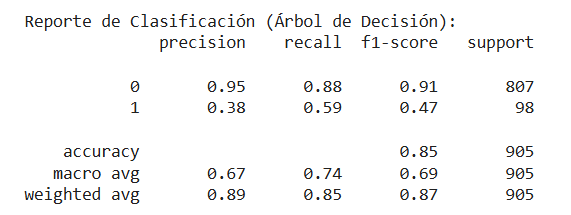 Reporte de Clasificación (Árbol de Decisión):
precision recall f1-score support
0 0.95 0.88 0.91 807
1 0.38 0.59 0.47 98
accuracy 0.85 905
macro avg 0.67 0.74 0.69 905
weighted avg 0.89 0.85 0.87 905